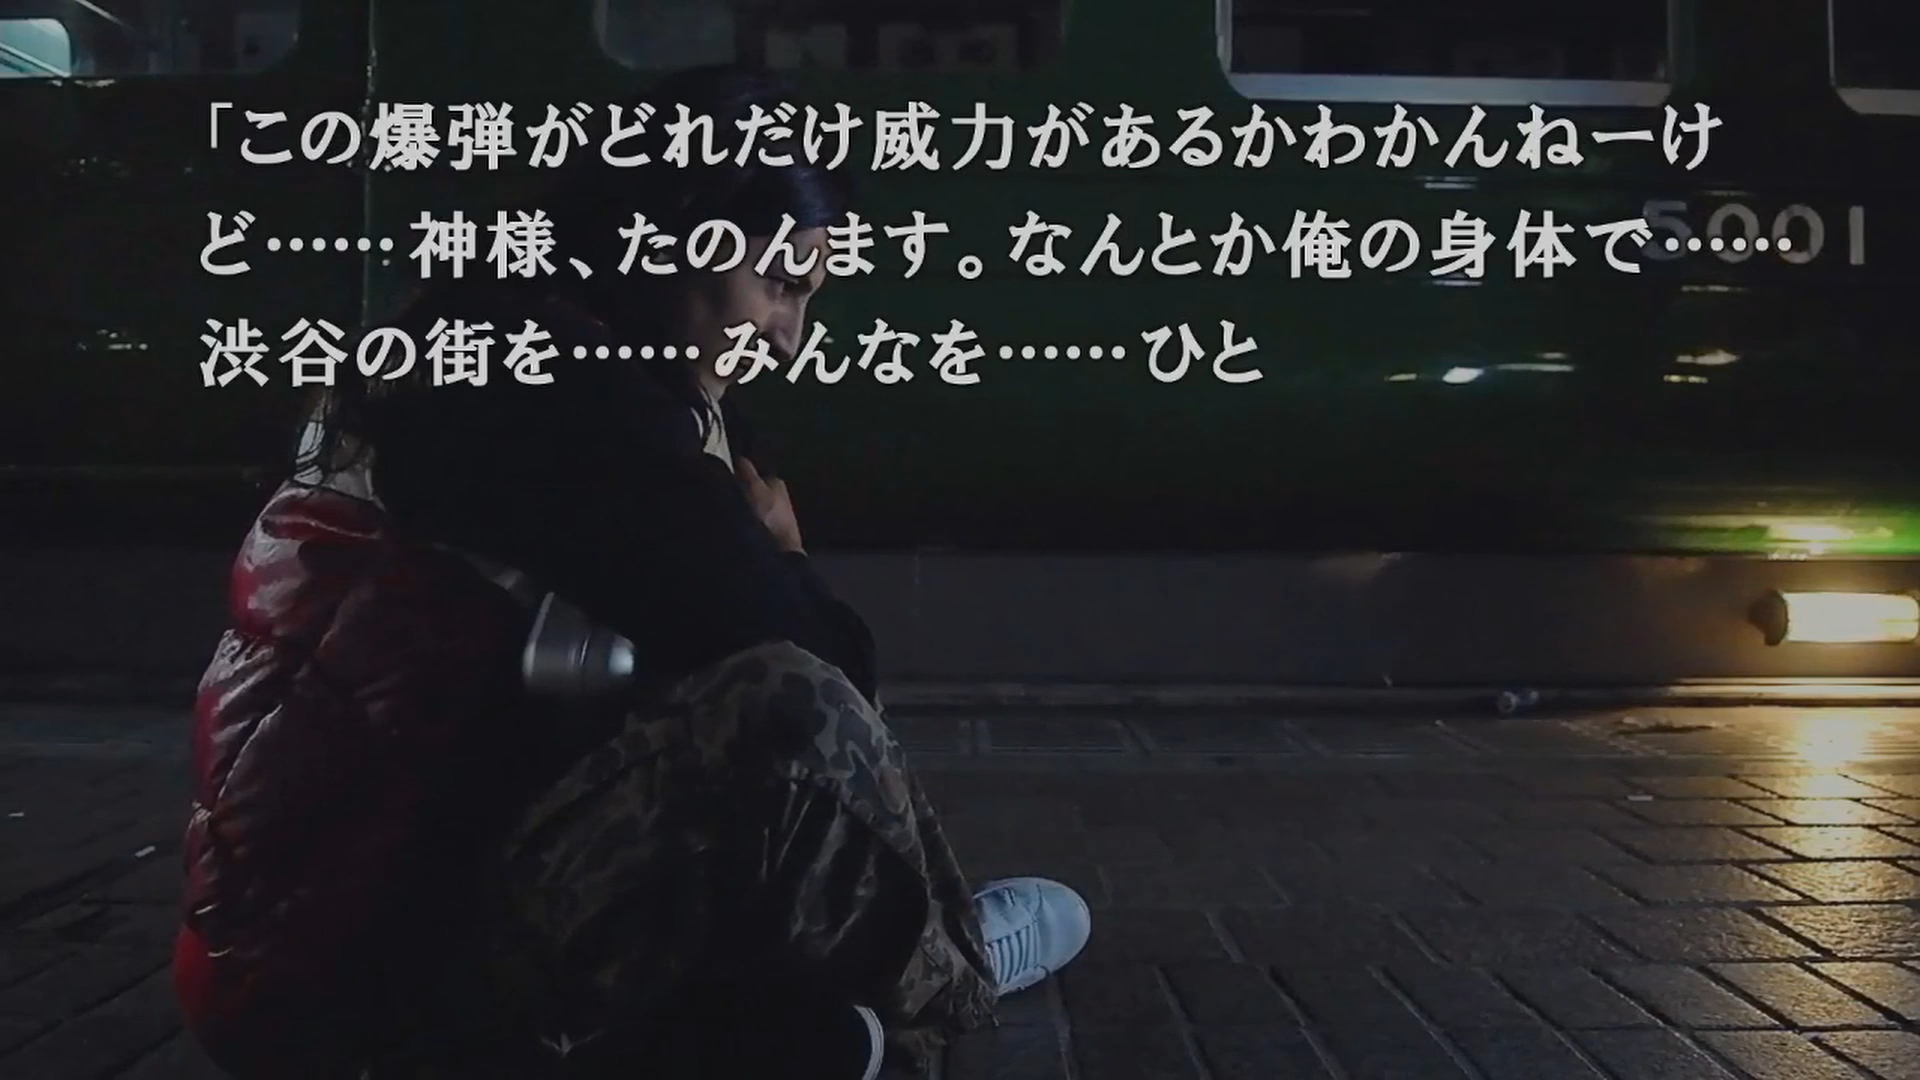 「この爆弾がどれだけ威力があるかわかんねーけ
ど……神様、たのんます。なんとか俺の身体で……
渋谷の街を……みんなを……ひと
5001